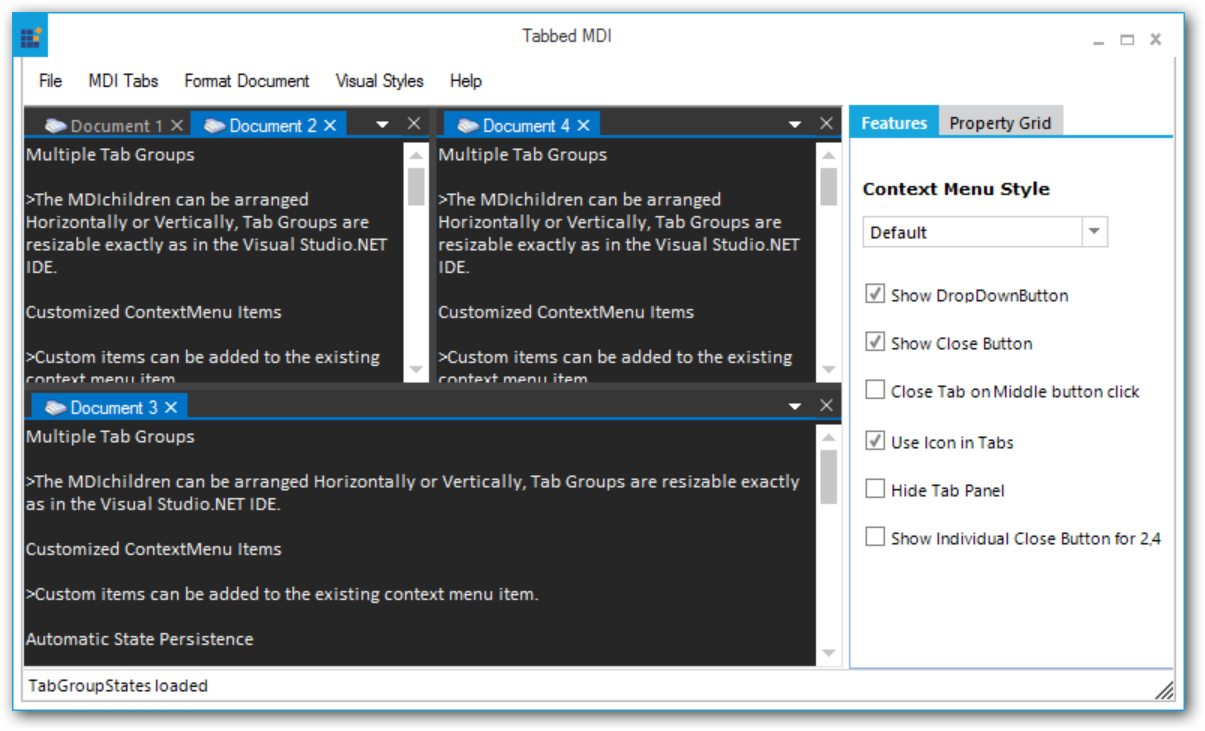 Tabbed MDI
File MDI Tabs Format Document Visual Styles Help
Document 1 Document 2
Multiple Tab Groups
>The MDIchildren can be arranged
Horizontally or Vertically, Tab Groups are
resizable exactly as in the Visual Studio.NET
IDE.
Customized ContextMenu Items
>Custom items can be added to the existing
context menu item.
Document 4
Multiple Tab Groups
>The MDIchildren can be arranged
Horizontally or Vertically, Tab Groups are
resizable exactly as in the Visual Studio.NET
IDE.
Customized ContextMenu Items
>Custom items can be added to the existing
context menu item.
Document 3
Multiple Tab Groups
>The MDIchildren can be arranged Horizontally or Vertically, Tab Groups are resizable exactly
as in the Visual Studio.NET IDE.
Customized ContextMenu Items
>Custom items can be added to the existing context menu item.
Automatic State Persistence
Features Property Grid
Context Menu Style
Default
Show DropDownButton
Show Close Button
Close Tab on Middle button click
Use Icon in Tabs
Hide Tab Panel
Show Individual Close Button for 2,4
TabGroupStates loaded